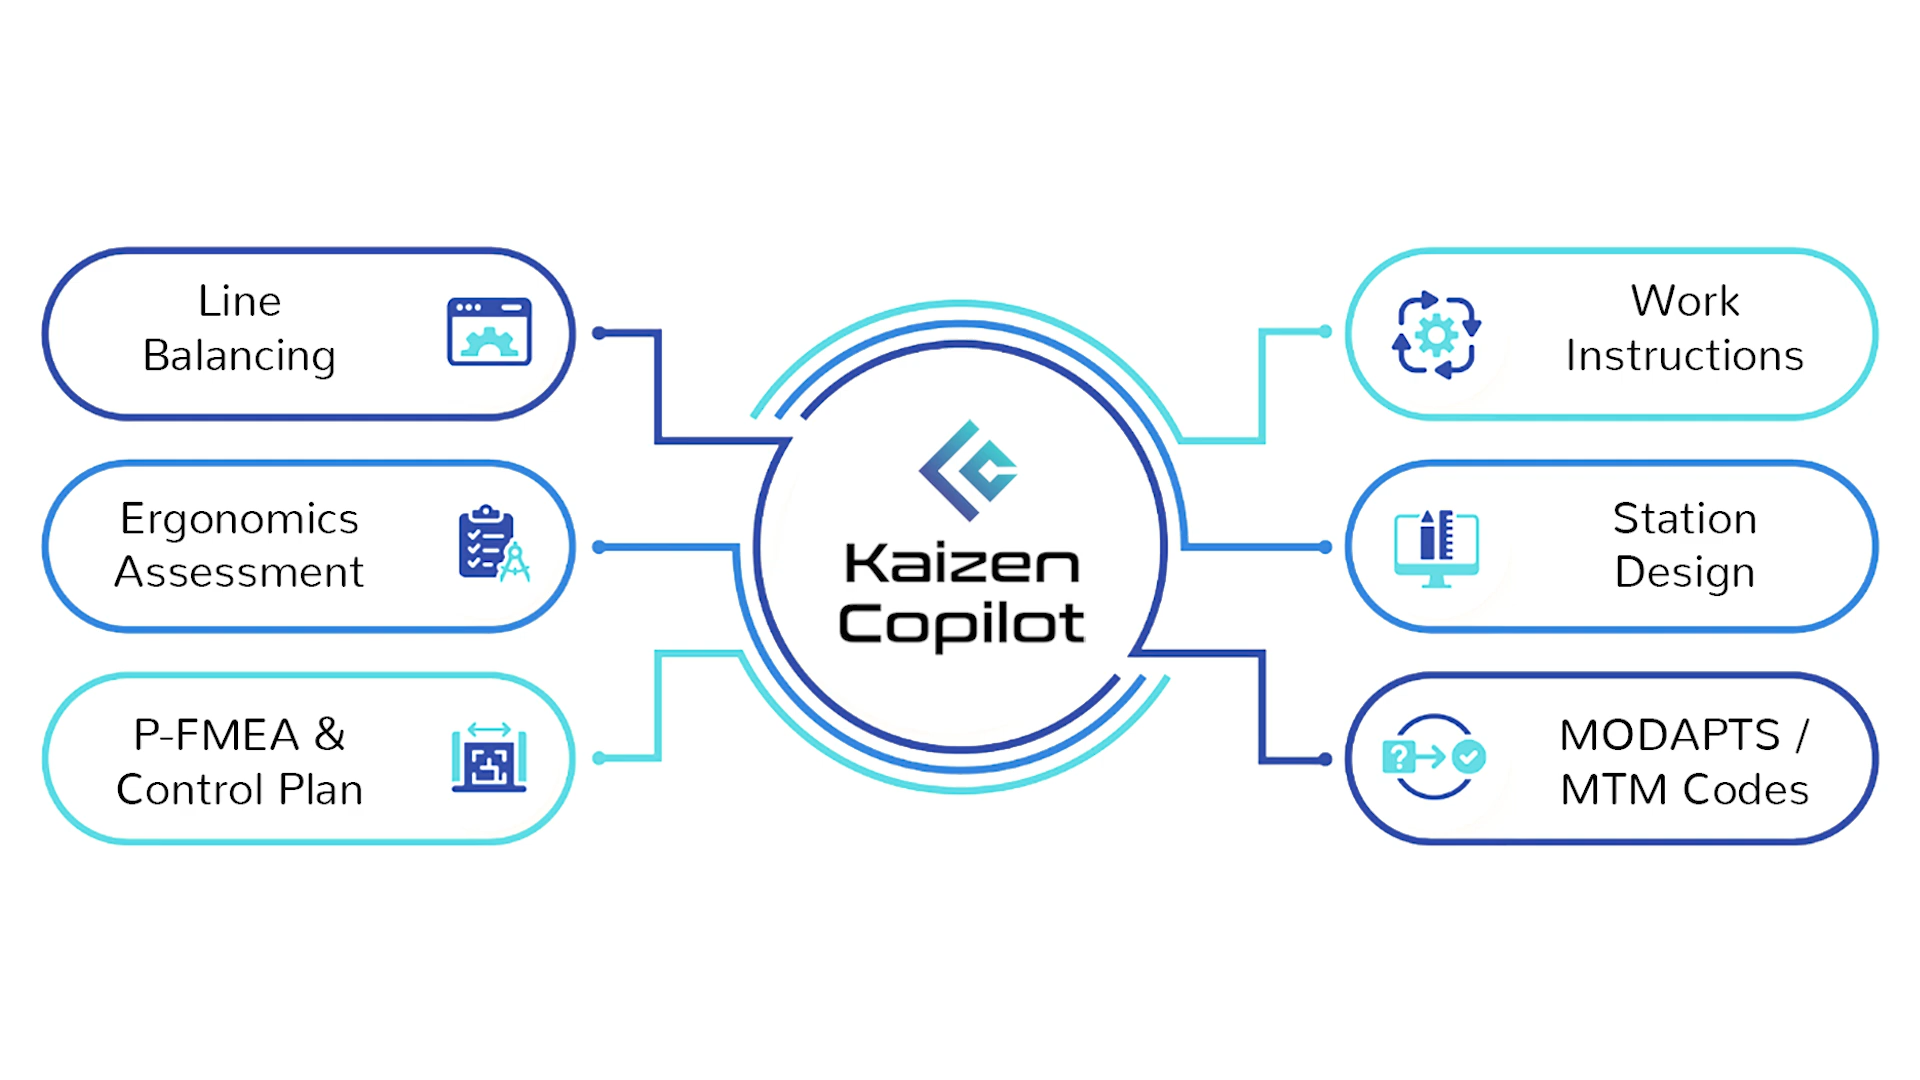 Line
Balancing
Ergonomics
Assessment
P-FMEA &
Control Plan
Kaizen
Copilot
Work
Instructions
Station
Design
?
MODAPTS /
MTM Codes